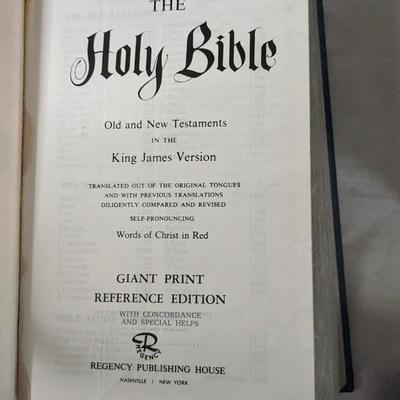 THE
Holy Bible
Old and New Testaments
IN THE
King James Version
TRANSLATED OUT OF THE ORIGINAL TONGUES
AND WITH PREVIOUS TRANSLATIONS
DILIGENTLY COMPARED AND REVISED
SELF-PRONOUNCING
Words of Christ in Red
GIANT PRINT
REFERENCE EDITION
WITH CONCORDANCE
AND SPECIAL HELPS
R
REGENCY
REGENCY PUBLISHING HOUSE
NASHVILLE / NEW YORK